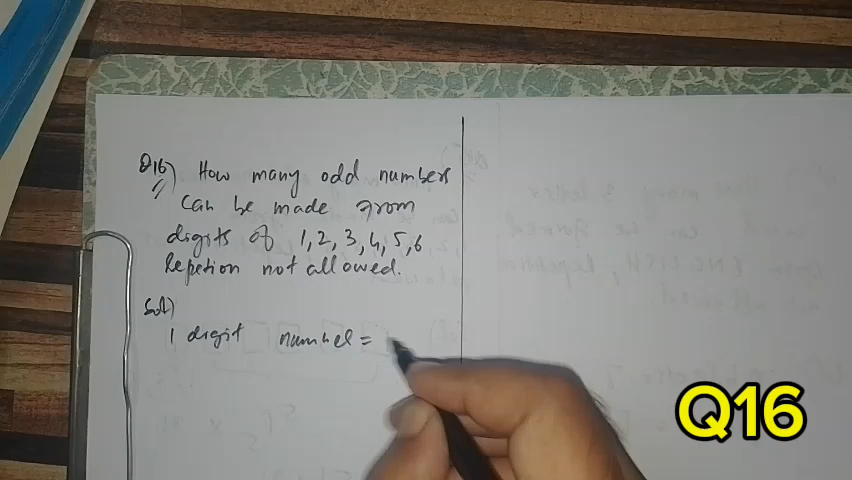 Q16) How many odd numbers
can be made from
digits of 1,2,3,4,5,6
Repetion not allowed.
Sol)
1 digit number =
Q16